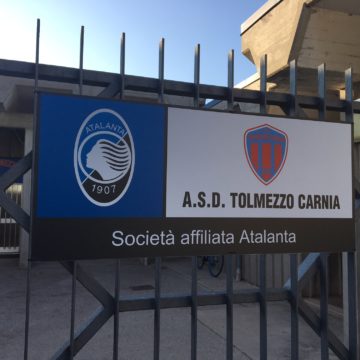 ATALANTA
1907
A.S.D. TOLMEZZO CARNIA
Società affiliata Atalanta